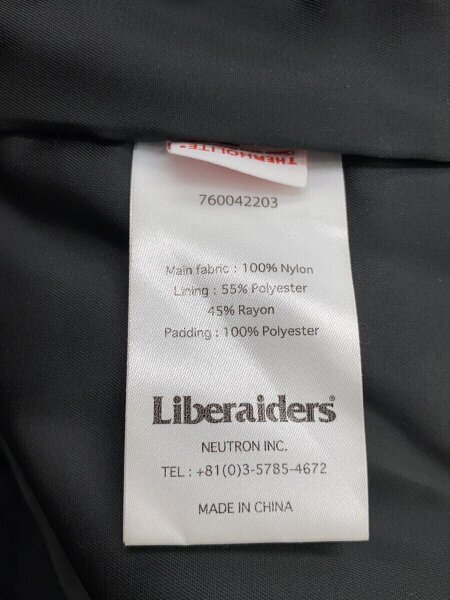 THERMOLITE®
760042203
Main fabric : 100% Nylon
Lining : 55% Polyester
45% Rayon
Padding : 100% Polyester
Liberaiders®
NEUTRON INC.
TEL : +81(0)3-5785-4672
MADE IN CHINA